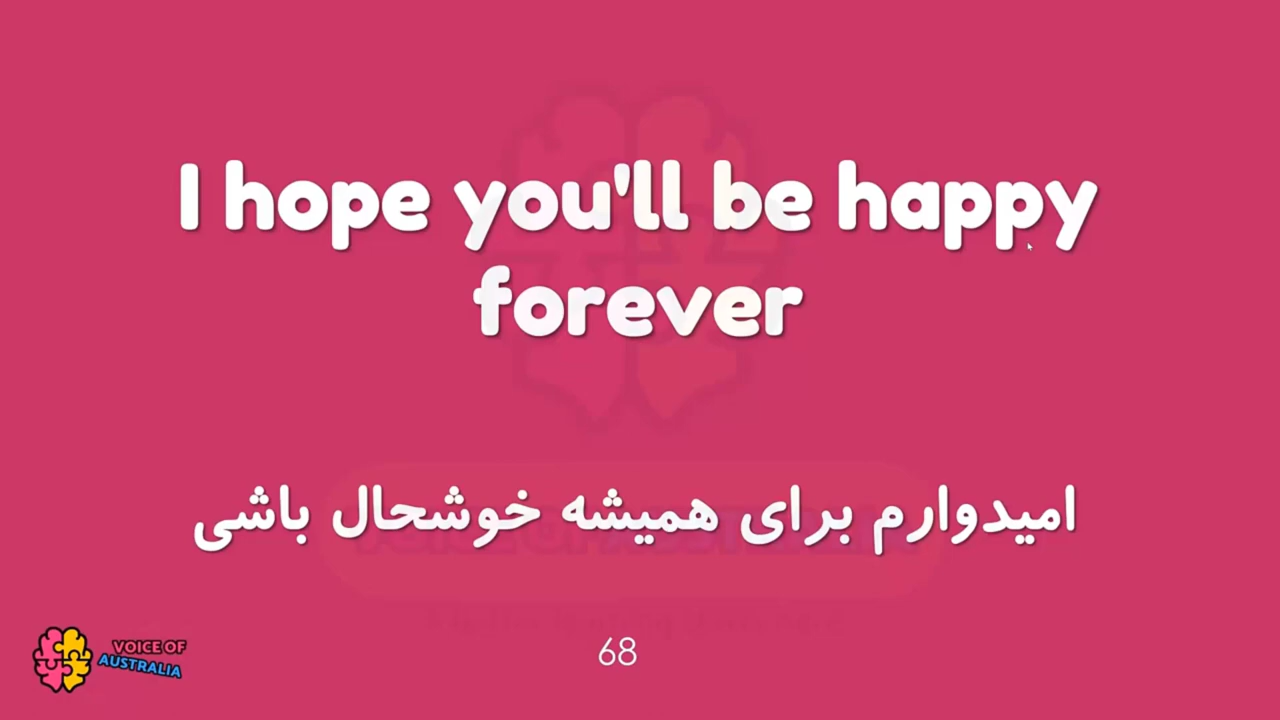 I hope you'll be happy
forever
امیدوارم برای همیشه خوشحال باشی
68
VOICE OF
AUSTRALIA